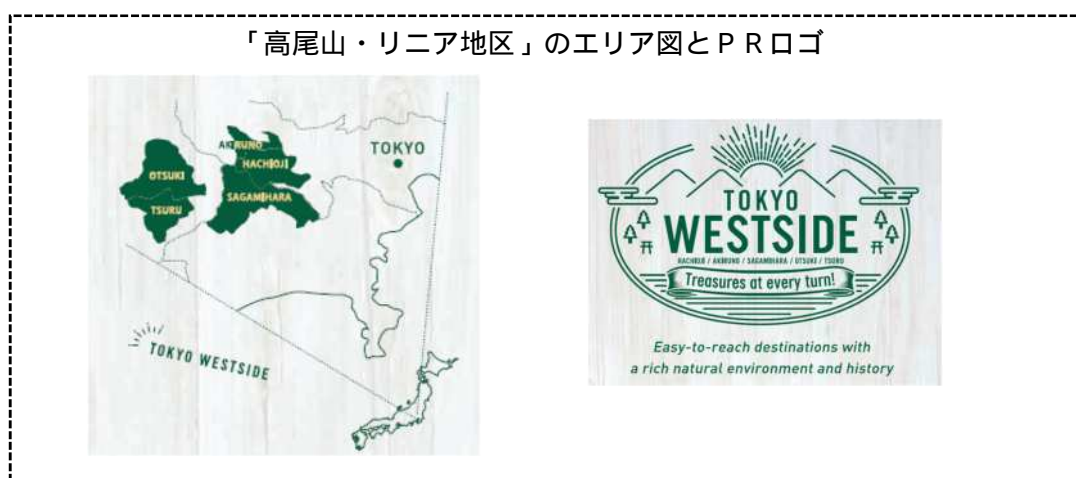 「高尾山・リニア地区」のエリア図とＰＲロゴ
AKIRUNO
HACHIOJI
OTSUKI
SAGAMIHARA
TSURU
TOKYO
TOKYO WESTSIDE
TOKYO
WESTSIDE
HACHIOJI / AKIRUNO / SAGAMIHARA / OTSUKI / TSURU
Treasures at every turn!
Easy-to-reach destinations with
a rich natural environment and history